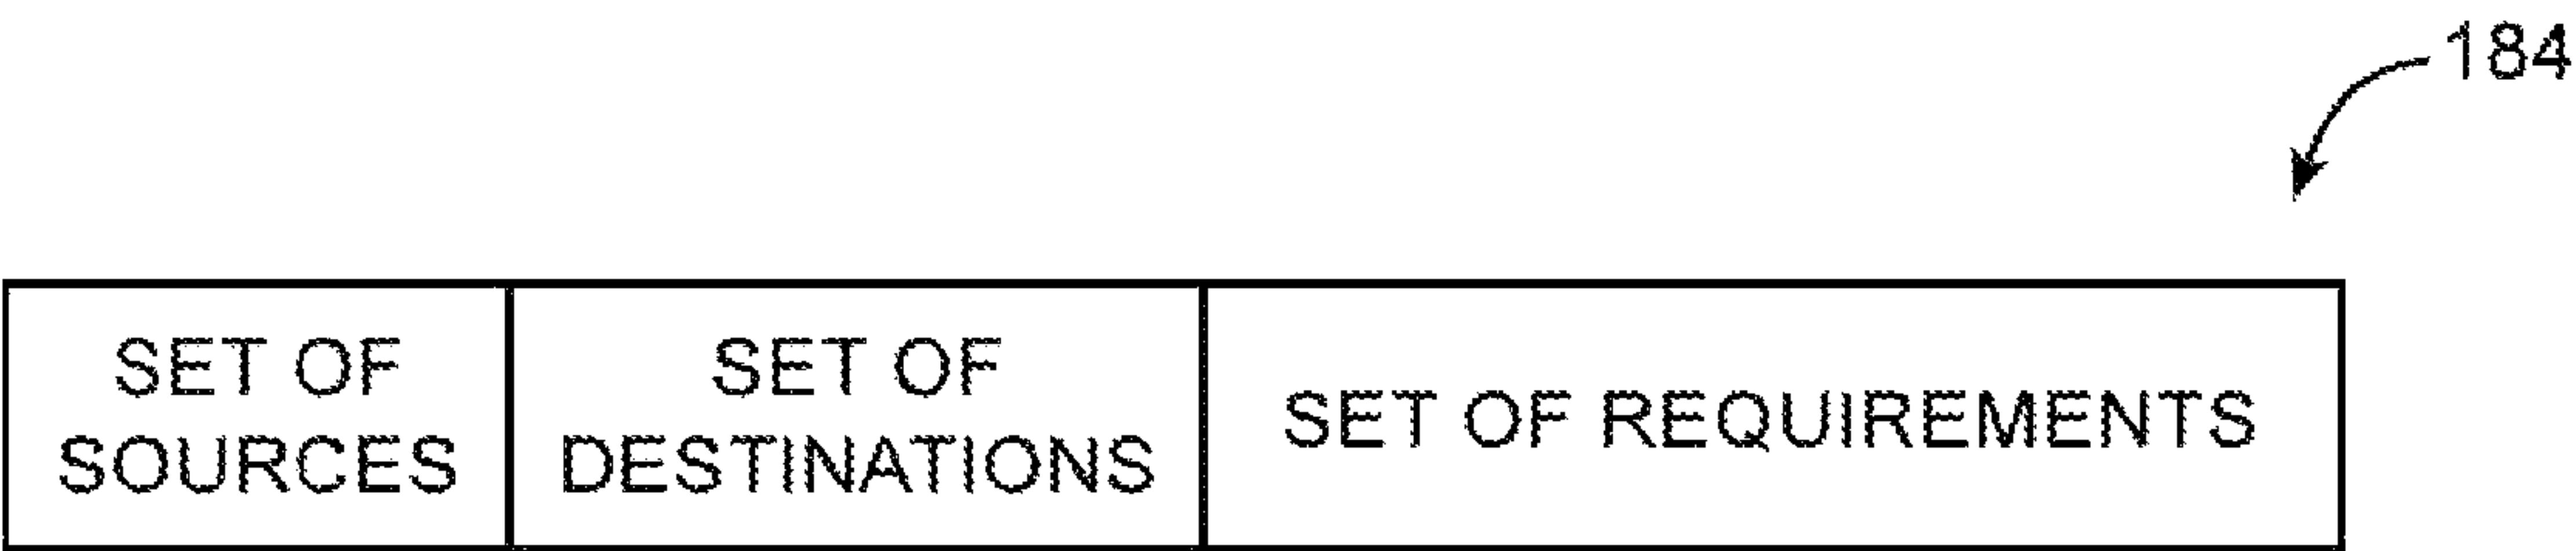 184
SET OF
SOURCES
SET OF
DESTINATIONS
SET OF REQUIREMENTS